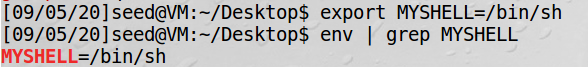 [09/05/20]seed@VM:~/Desktop$ export MYSHELL=/bin/sh
[09/05/20]seed@VM:~/Desktop$ env | grep MYSHELL
MYSHELL=/bin/sh